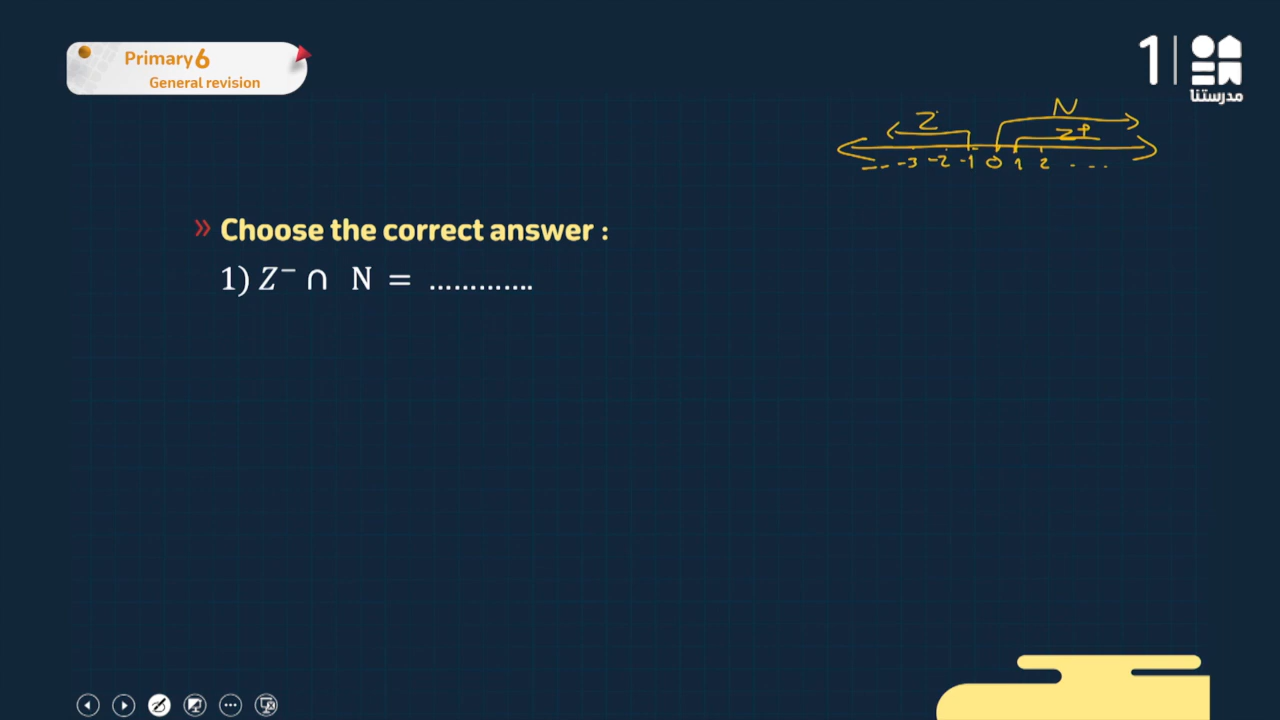 Primary 6
General revision
1
مدرستنا
N
Z
Z+
-- -3 -2 -1 0 1 2 ...
» Choose the correct answer :
1) Z⁻ ∩ N = .............